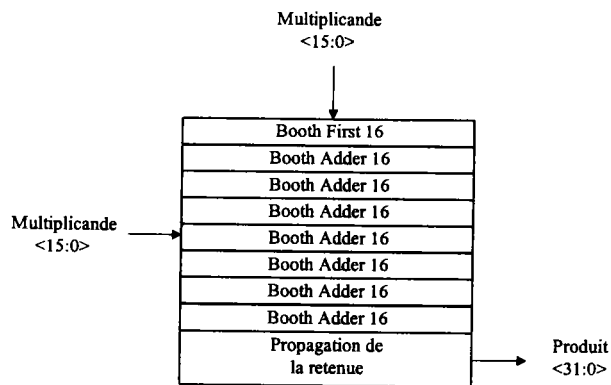 Multiplicande
<15:0>
Booth First 16
Booth Adder 16
Booth Adder 16
Booth Adder 16
Multiplicande
<15:0>
Booth Adder 16
Booth Adder 16
Booth Adder 16
Booth Adder 16
Propagation de
la retenue
Produit
<31:0>